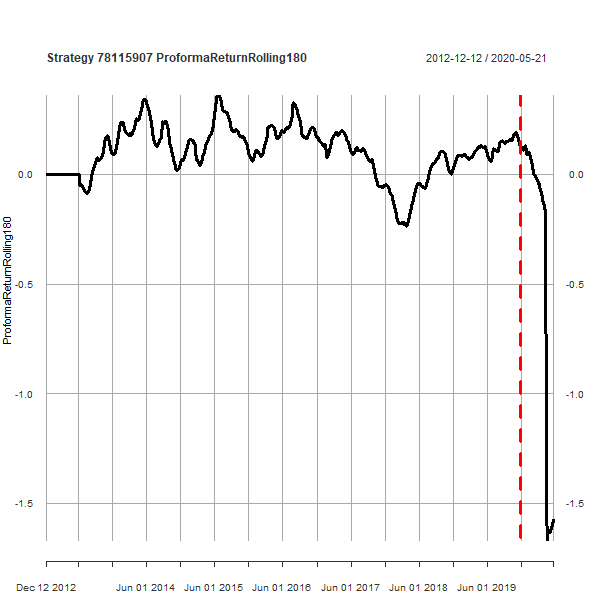 Strategy 78115907 ProformaReturnRolling180
2012-12-12 / 2020-05-21
0.0 0.0
-0.5 -0.5
-1.0 -1.0
-1.5 -1.5
ProformaReturnRolling180
Dec 12 2012 Jun 01 2014 Jun 01 2015 Jun 01 2016 Jun 01 2017 Jun 01 2018 Jun 01 2019